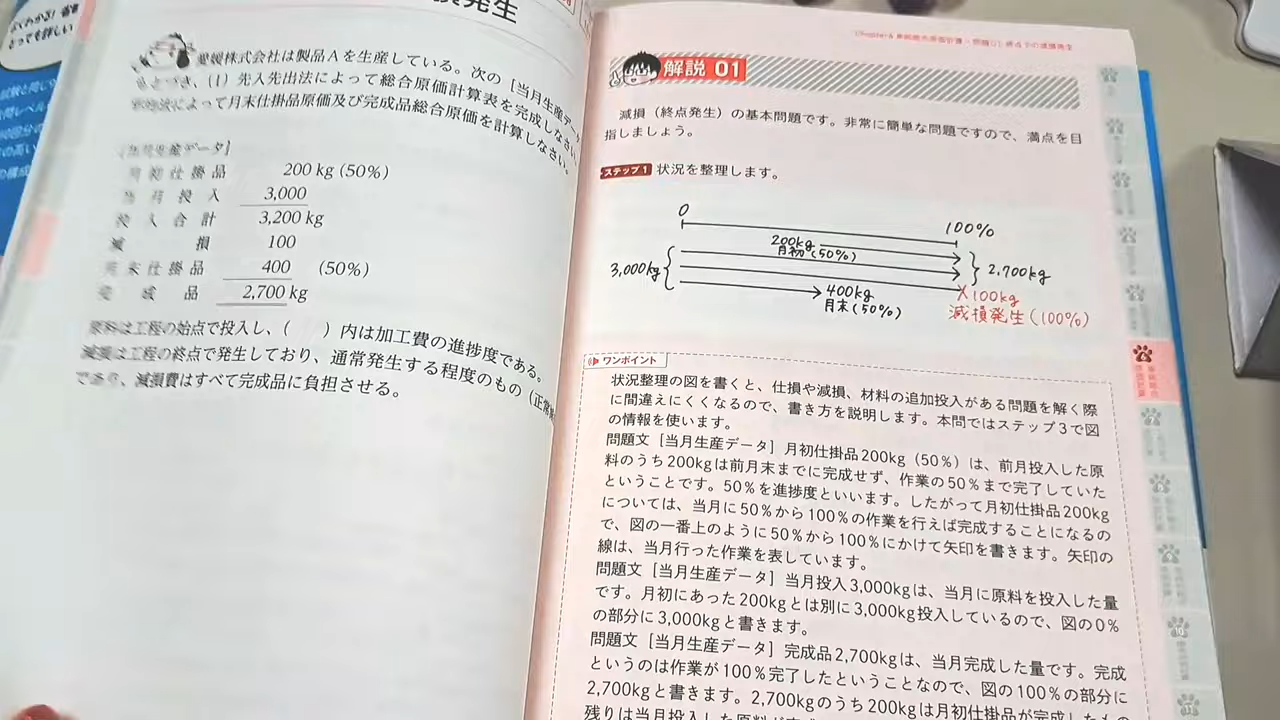 よくわかる！
とっても詳しい
発生
愛媛株式会社は製品Aを生産している。次の［当月生産データ
もとづき、(1) 先入先出法によって総合原価計算表を完成しなさい。
均法によって月末仕掛品原価及び完成品総合原価を計算しなさい。
［当月生産データ］
月初仕掛品 200 kg (50%)
当月投入 3,000
投入合計 3,200 kg
減損 100
月末仕掛品 400 (50%)
完成品 2,700 kg
原料は工程の始点で投入し、( )内は加工費の進捗度である。
減損は工程の終点で発生しており、通常発生する程度のもの（正常
であり、減損費はすべて完成品に負担させる。
解説 01
減損（終点発生）の基本問題です。非常に簡単な問題ですので、満点を目
指しましょう。
ステップ1 状況を整理します。
0
100%
200kg
月初(50%)
3,000kg
2,700kg
400kg
月末(50%)
×100kg
減損発生(100%)
ワンポイント
状況整理の図を書くと、仕損や減損、材料の追加投入がある問題を解く際
に間違えにくくなるので、書き方を説明します。本問ではステップ3で図
の情報を使います。
問題文［当月生産データ］月初仕掛品200kg（50％）は、前月投入した原
料のうち200kgは前月末までに完成せず、作業の50％まで完了していた
ということです。50％を進捗度といいます。したがって月初仕掛品200kg
については、当月に50％から100％の作業を行えば完成することになるの
で、図の一番上のように50％から100％にかけて矢印を書きます。矢印の
線は、当月行った作業を表しています。
問題文［当月生産データ］当月投入3,000kgは、当月に原料を投入した量
です。月初にあった200kgとは別に3,000kg投入しているので、図の0％
の部分に3,000kgと書きます。
問題文［当月生産データ］完成品2,700kgは、当月完成した量です。完成
というのは作業が100％完了したということなので、図の100％の部分に
2,700kgと書きます。2,700kgのうち200kgは月初仕掛品が完成した
残りは当月投入した原料が